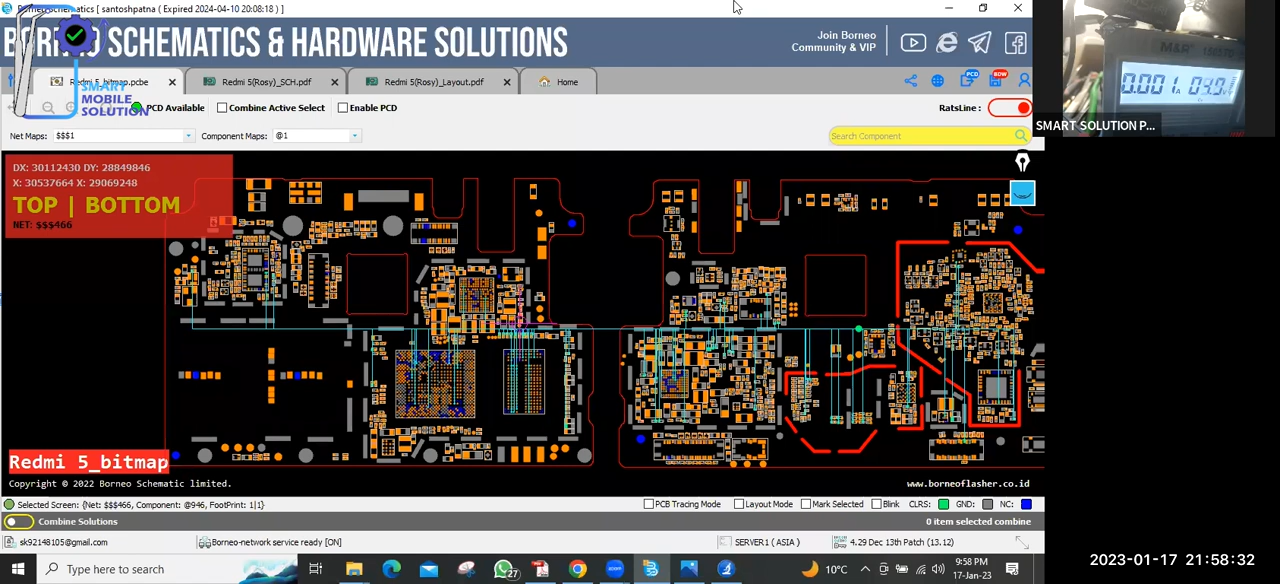 Borneo Schematics [ santoshpatna ( Expired 2024-04-10 20:08:18 ) ]
BORNEO SCHEMATICS & HARDWARE SOLUTIONS
Join Borneo
Community & VIP
Redmi 5_bitmap.pcbe
Redmi 5(Rosy)_SCH.pdf
Redmi 5(Rosy)_Layout.pdf
Home
PCD
BDW
SMART
MOBILE
SOLUTION
PCD Available
Combine Active Select
Enable PCD
RatsLine:
Net Maps:
$$$1
Component Maps:
@1
Search Component
M&R
SMART SOLUTION P...
DX: 30112430 DY: 28849846
X: 30537664 X: 29069248
TOP | BOTTOM
NET: $$$466
Redmi 5_bitmap
Copyright © 2022 Borneo Schematic limited.
www.borneoflasher.co.id
Selected Screen: {Net: $$$466, Component: @946, FootPrint: 1|1}
PCB Tracing Mode
Layout Mode
Mark Selected
Blink
CLRS:
GND:
NC:
Combine Solutions
0 item selected combine
sk92148105@gmail.com
Borneo-network service ready [ON]
SERVER1 ( ASIA )
4.29 Dec 13th Patch (13.12)
Type here to search
27
zoom
10°C
9:58 PM
17-Jan-23
2023-01-17 21:58:32